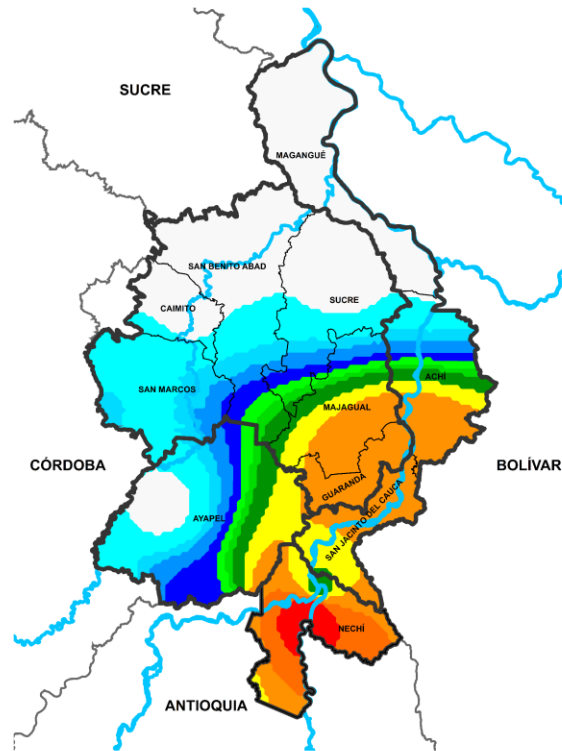 SUCRE
MAGANGUÉ
SAN BENITO ABAD
CAIMITO
SUCRE
SAN MARCOS
ACHÍ
MAJAGUAL
CÓRDOBA
BOLÍVAR
GUARANDA
AYAPEL
SAN JACINTO DEL CAUCA
NECHÍ
ANTIOQUIA